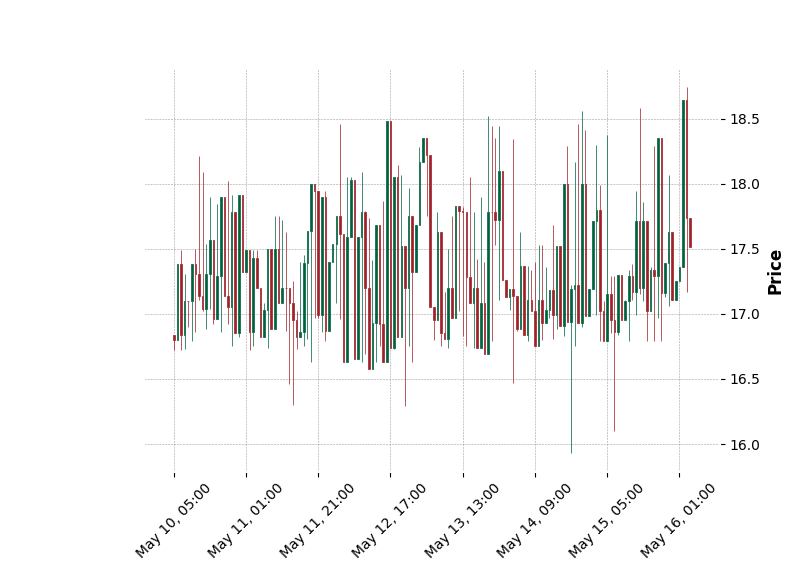 18.5
18.0
17.5
17.0
16.5
16.0
Price
May 10, 05:00
May 11, 01:00
May 11, 21:00
May 12, 17:00
May 13, 13:00
May 14, 09:00
May 15, 05:00
May 16, 01:00